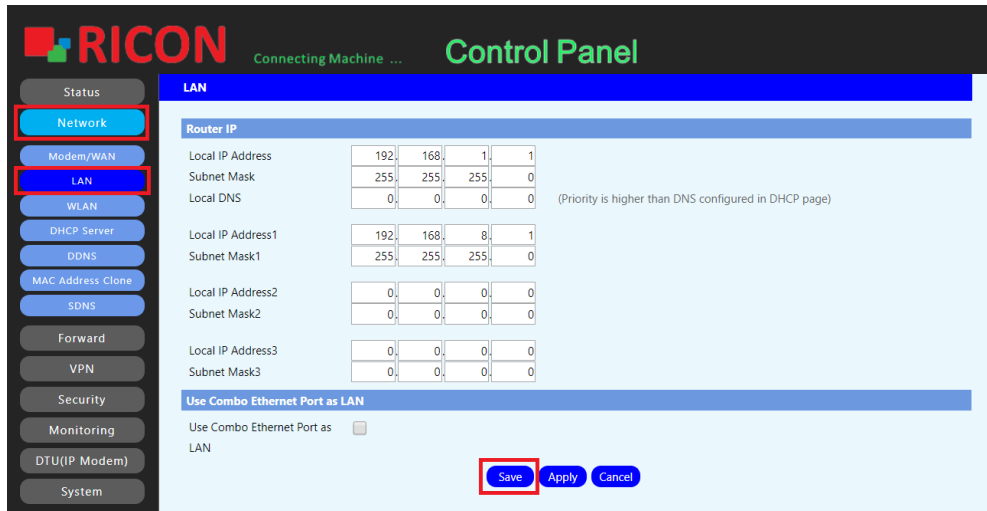 RICON Connecting Machine ... Control Panel
Status
Network
Modem/WAN
LAN
WLAN
DHCP Server
DDNS
MAC Address Clone
SDNS
Forward
VPN
Security
Monitoring
DTU(IP Modem)
System
LAN
Router IP
Local IP Address 192. 168. 1. 1
Subnet Mask 255. 255. 255. 0
Local DNS 0. 0. 0. 0 (Priority is higher than DNS configured in DHCP page)
Local IP Address1 192. 168. 8. 1
Subnet Mask1 255. 255. 255. 0
Local IP Address2 0. 0. 0. 0
Subnet Mask2 0. 0. 0. 0
Local IP Address3 0. 0. 0. 0
Subnet Mask3 0. 0. 0. 0
Use Combo Ethernet Port as LAN
Use Combo Ethernet Port as
LAN
Save Apply Cancel